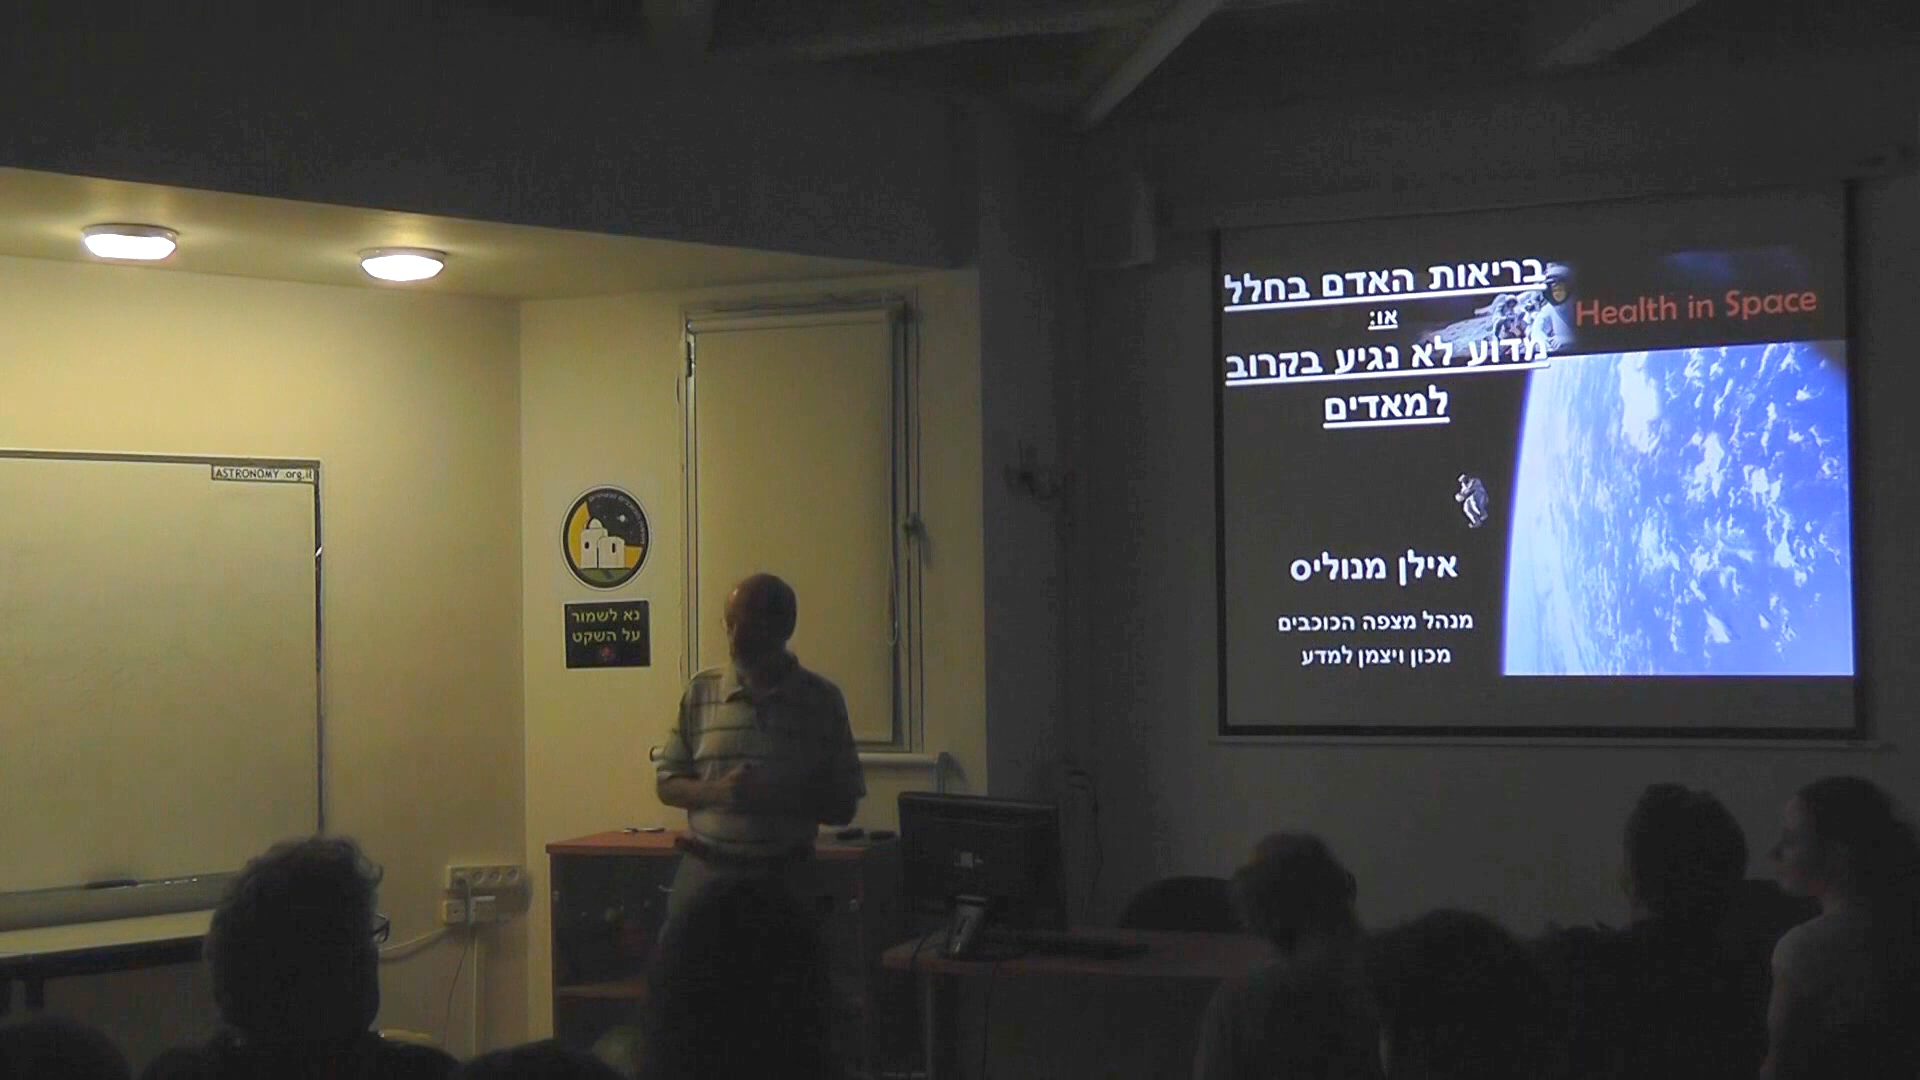 ASTRONOMY.org.il
נא לשמור
על השקט
בריאות האדם בחלל
או:
מדוע לא נגיע בקרוב
למאדים
Health in Space
אילן מנוליס
מנהל מצפה הכוכבים
מכון ויצמן למדע